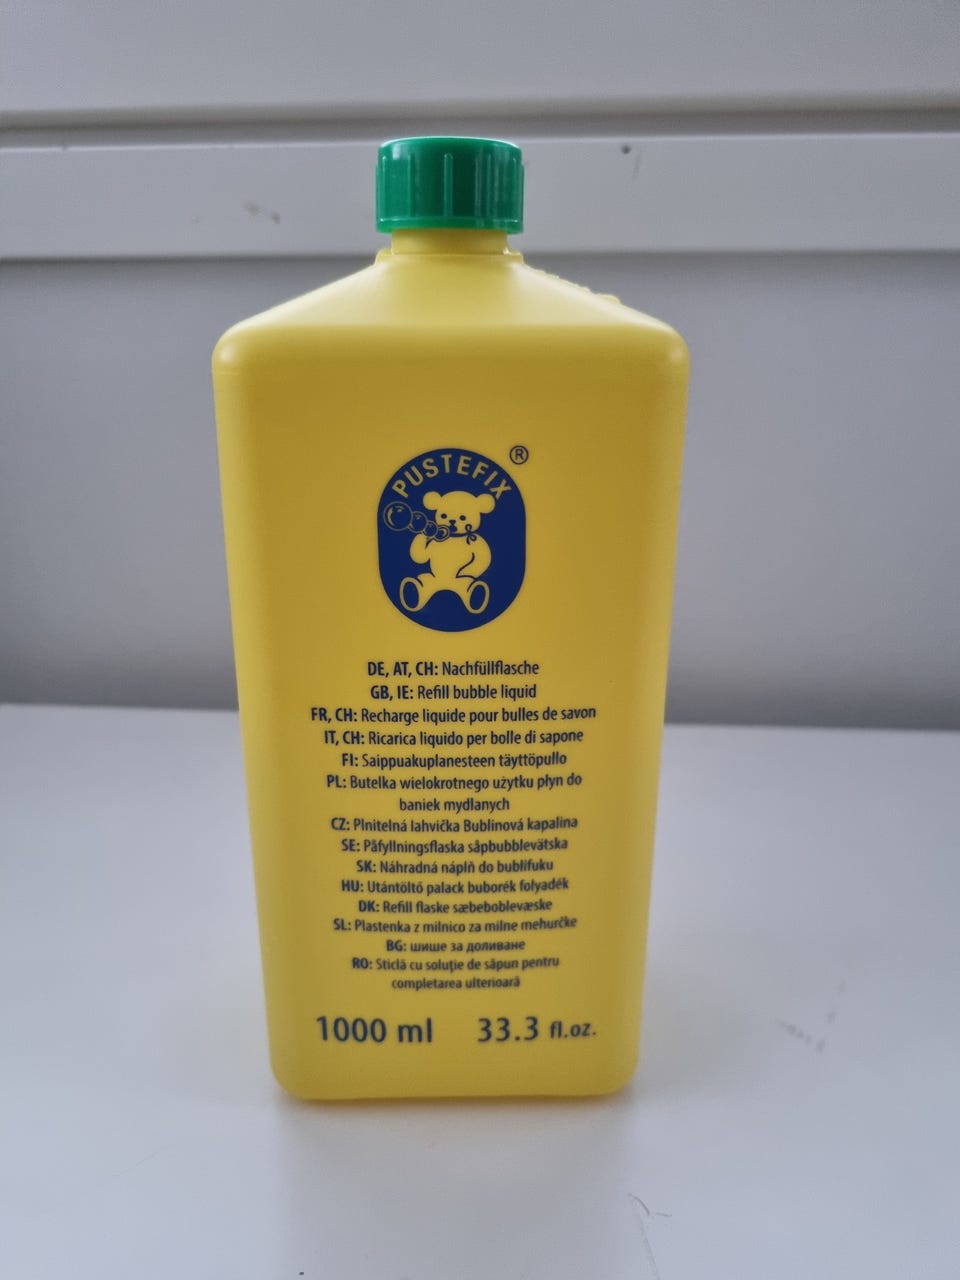 PUSTEFIX ®
DE, AT, CH: Nachfüllflasche
GB, IE: Refill bubble liquid
FR, CH: Recharge liquide pour bulles de savon
IT, CH: Ricarica liquido per bolle di sapone
FI: Saippuakuplanesteen täyttöpullo
PL: Butelka wielokrotnego użytku płyn do
baniek mydlanych
CZ: Plnitelná lahvička Bublinová kapalina
SE: Påfyllningsflaska såpbubblevätska
SK: Náhradná náplň do bublifuku
HU: Utántöltő palack buborék folyadék
DK: Refill flaske sæbeboblevæske
SL: Plastenka z milnico za milne mehurčke
BG: шише за доливане
RO: Sticlă cu soluție de săpun pentru
completarea ulterioară
1000 ml 33.3 fl.oz.